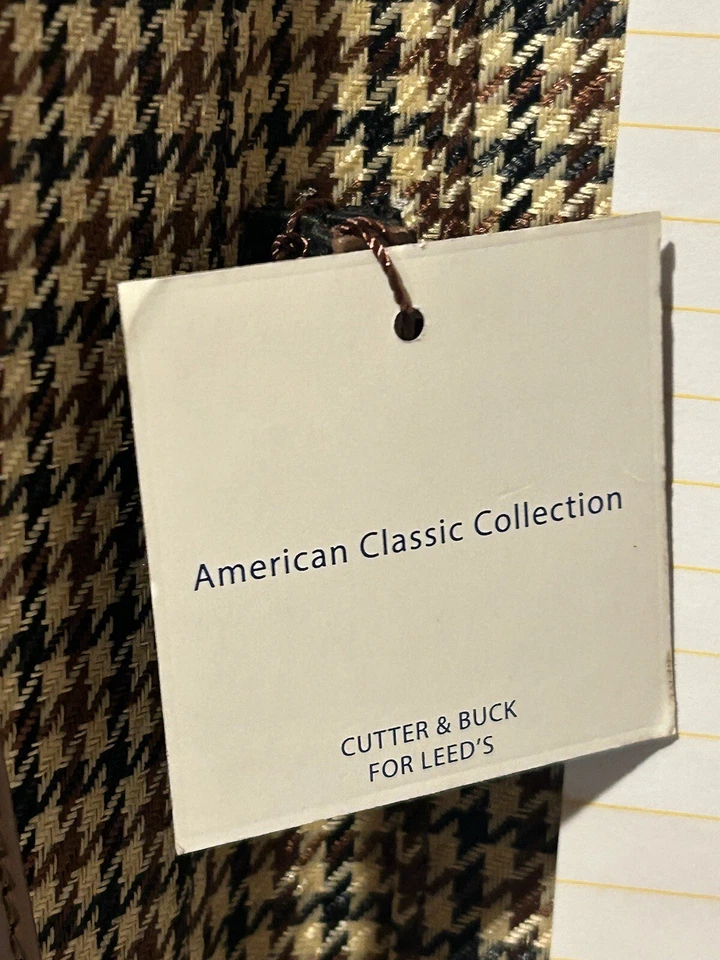 American Classic Collection
CUTTER & BUCK
FOR LEED'S